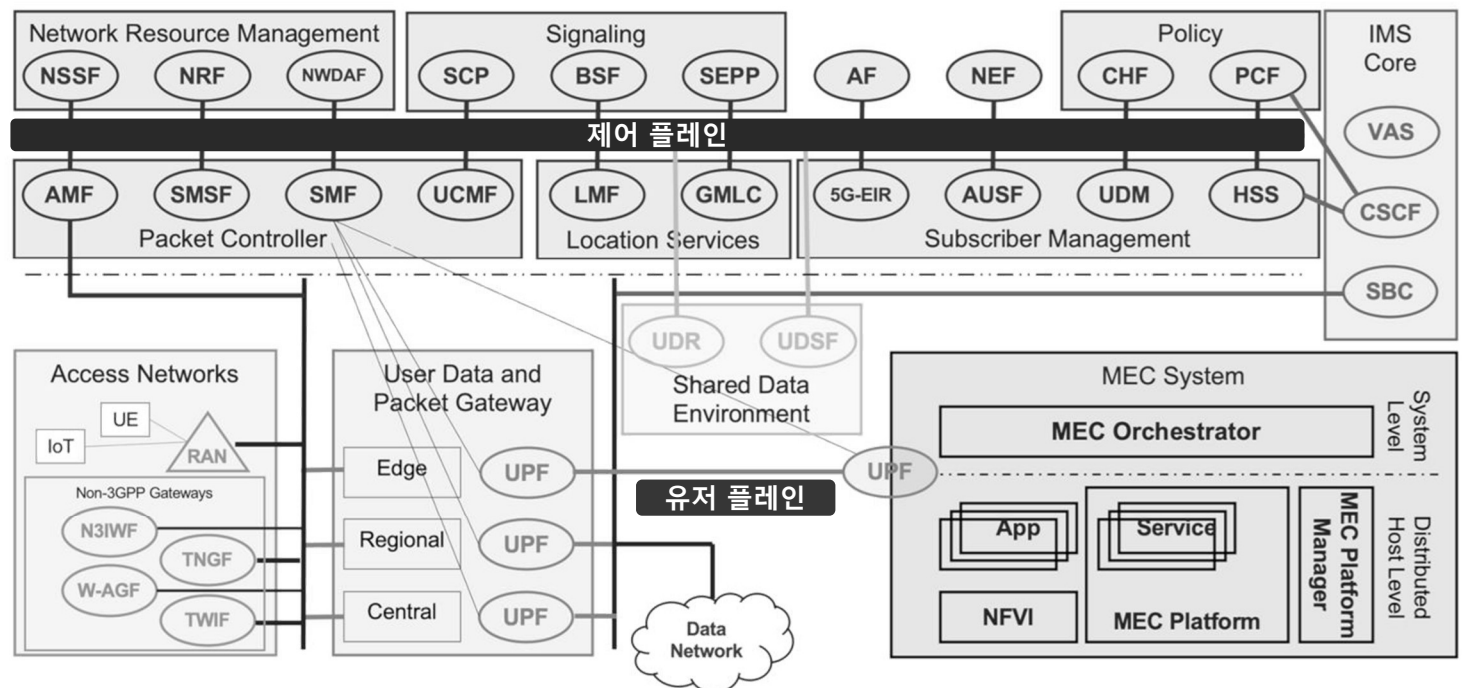 Network Resource Management
NSSF NRF NWDAF
Signaling
SCP BSF SEPP
AF NEF
Policy
CHF PCF
IMS
Core
VAS
CSCF
SBC
제어 플레인
AMF SMSF SMF UCMF
Packet Controller
LMF GMLC
Location Services
5G-EIR AUSF UDM HSS
Subscriber Management
UDR UDSF
Shared Data
Environment
Access Networks
UE
IoT
RAN
Non-3GPP Gateways
N3IWF
TNGF
W-AGF
TWIF
User Data and
Packet Gateway
Edge UPF
Regional UPF
Central UPF
유저 플레인
UPF
Data
Network
MEC System
MEC Orchestrator
System
Level
App
Service
NFVI
MEC Platform
MEC Platform
Manager
Distributed
Host Level